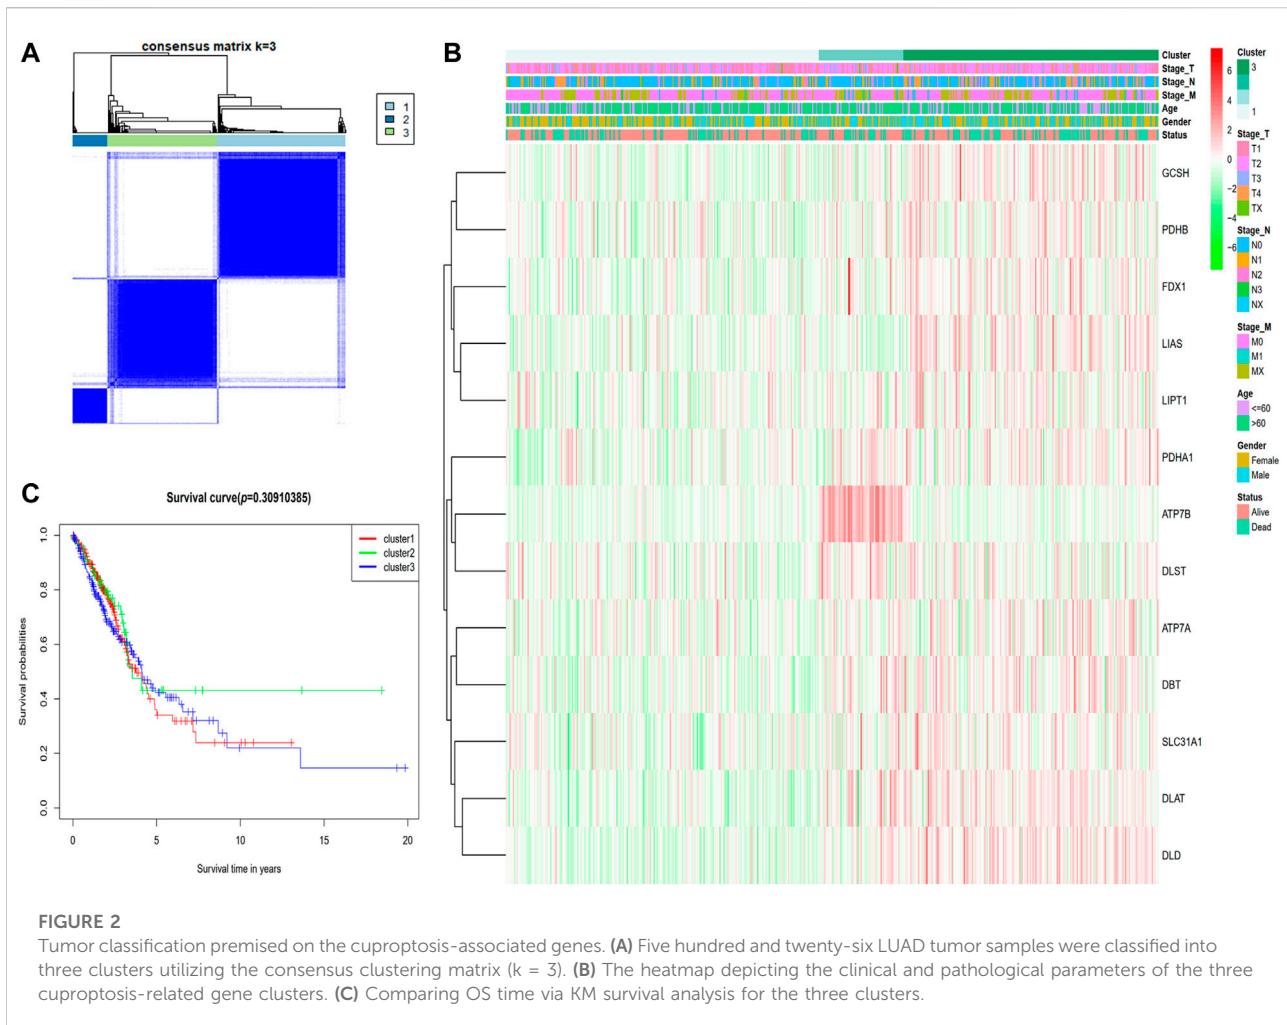 A
consensus matrix k=3
1
2
3
B
Cluster
Stage_T
Stage_N
Stage_M
Age
Gender
Status
GCSH
PDHB
FDX1
LIAS
LIPT1
PDHA1
ATP7B
DLST
ATP7A
DBT
SLC31A1
DLAT
DLD
6
4
2
0
−2
−4
−6
Cluster
3
1
Stage_T
T1
T2
T3
T4
TX
Stage_N
N0
N1
N2
N3
NX
Stage_M
M0
M1
MX
Age
<=60
>60
Gender
Female
Male
Status
Alive
Dead
C
Survival curve(p=0.30910385)
cluster1
cluster2
cluster3
Survival probabilities
1.0
0.8
0.6
0.4
0.2
0.0
0 5 10 15 20
Survival time in years
FIGURE 2
Tumor classification premised on the cuproptosis-associated genes. (A) Five hundred and twenty-six LUAD tumor samples were classified into
three clusters utilizing the consensus clustering matrix (k = 3). (B) The heatmap depicting the clinical and pathological parameters of the three
cuproptosis-related gene clusters. (C) Comparing OS time via KM survival analysis for the three clusters.